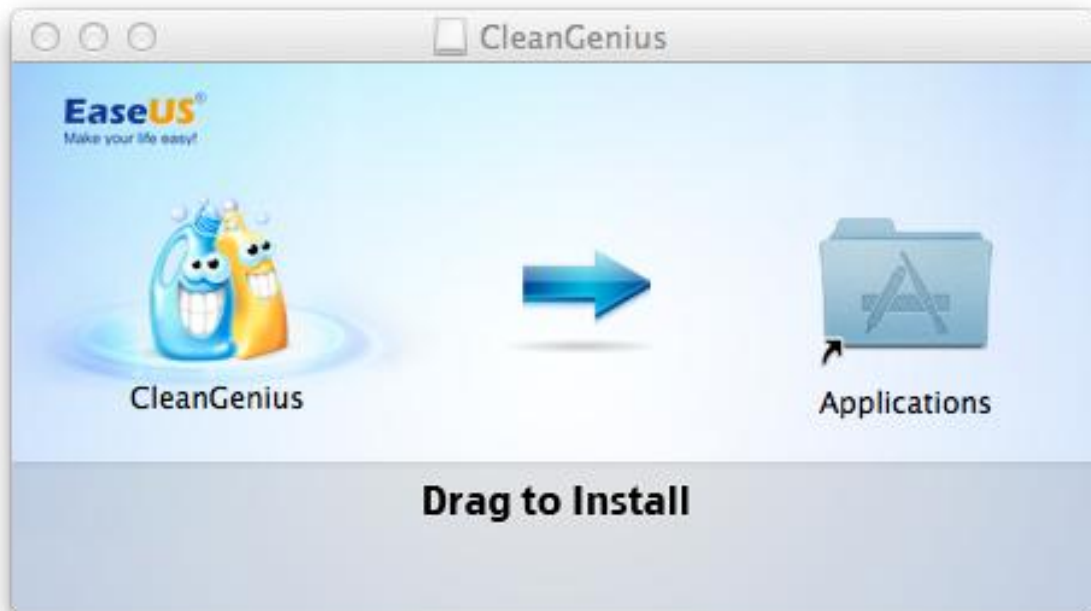 CleanGenius
EaseUS®
Make your life easy!
CleanGenius
Applications
Drag to Install